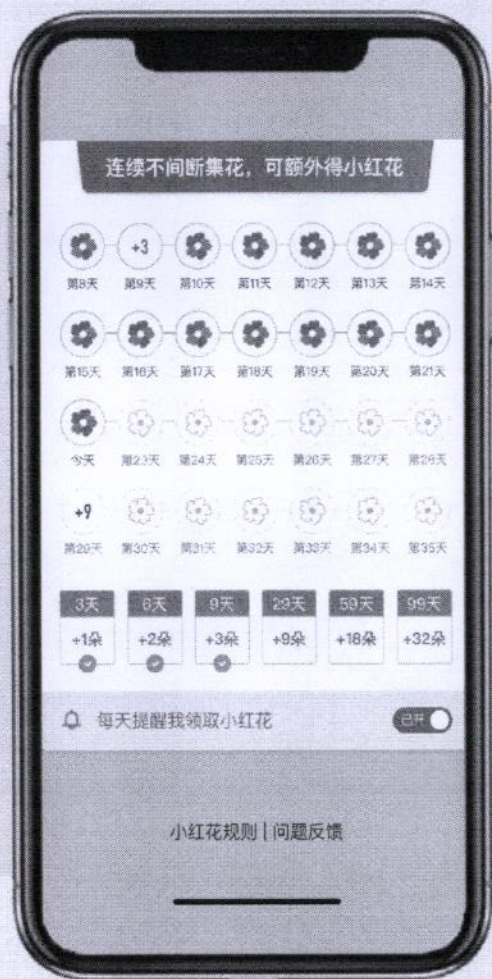 连续不间断集花，可额外得小红花
+3
第8天 第9天 第10天 第11天 第12天 第13天 第14天
第15天 第16天 第17天 第18天 第19天 第20天 第21天
今天 第23天 第24天 第25天 第26天 第27天 第28天
+9
第29天 第30天 第31天 第32天 第33天 第34天 第35天
3天 6天 9天 29天 59天 99天
+1朵 +2朵 +3朵 +9朵 +18朵 +32朵
每天提醒我领取小红花 已开
小红花规则 | 问题反馈